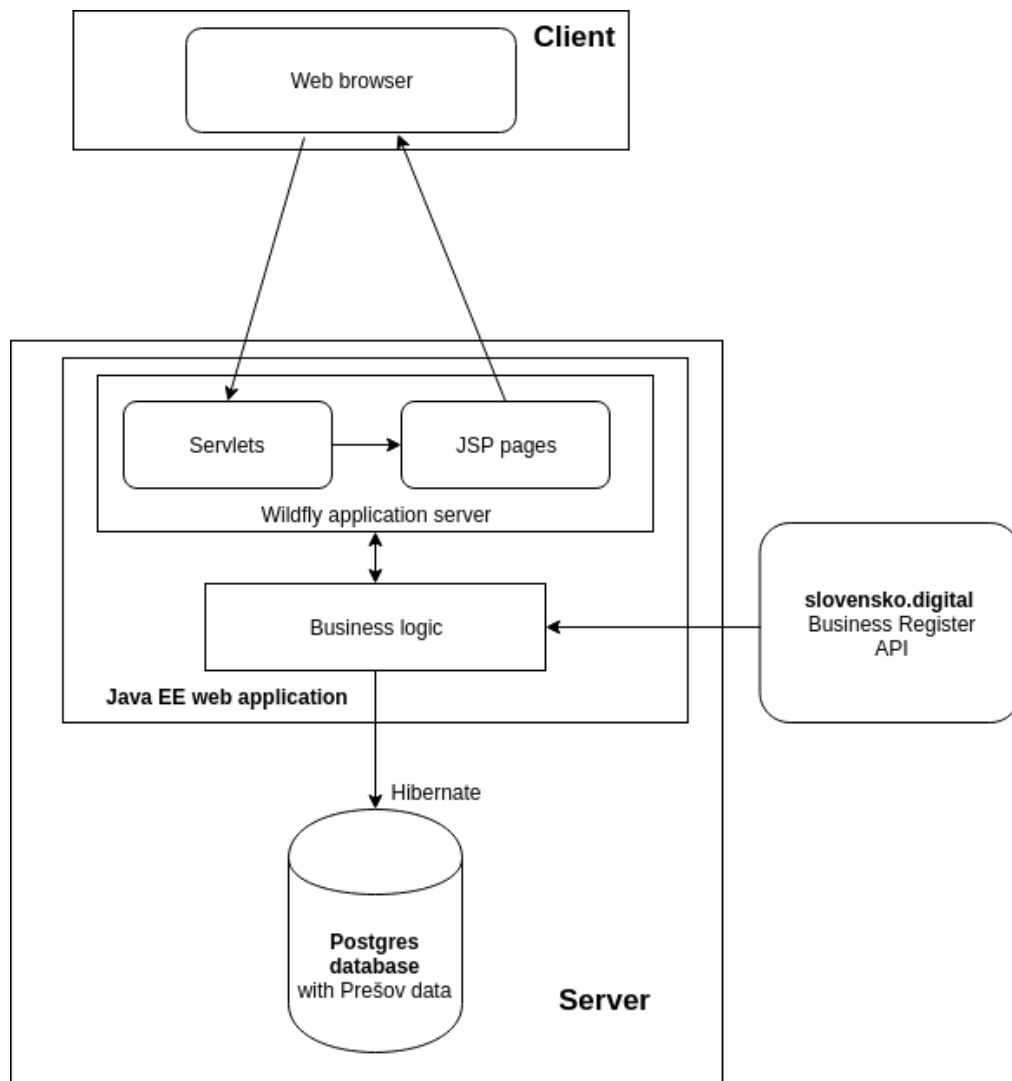 Client
Web browser
Servlets
JSP pages
Wildfly application server
Business logic
Java EE web application
slovensko.digital
Business Register
API
Hibernate
Postgres
database
with Prešov data
Server